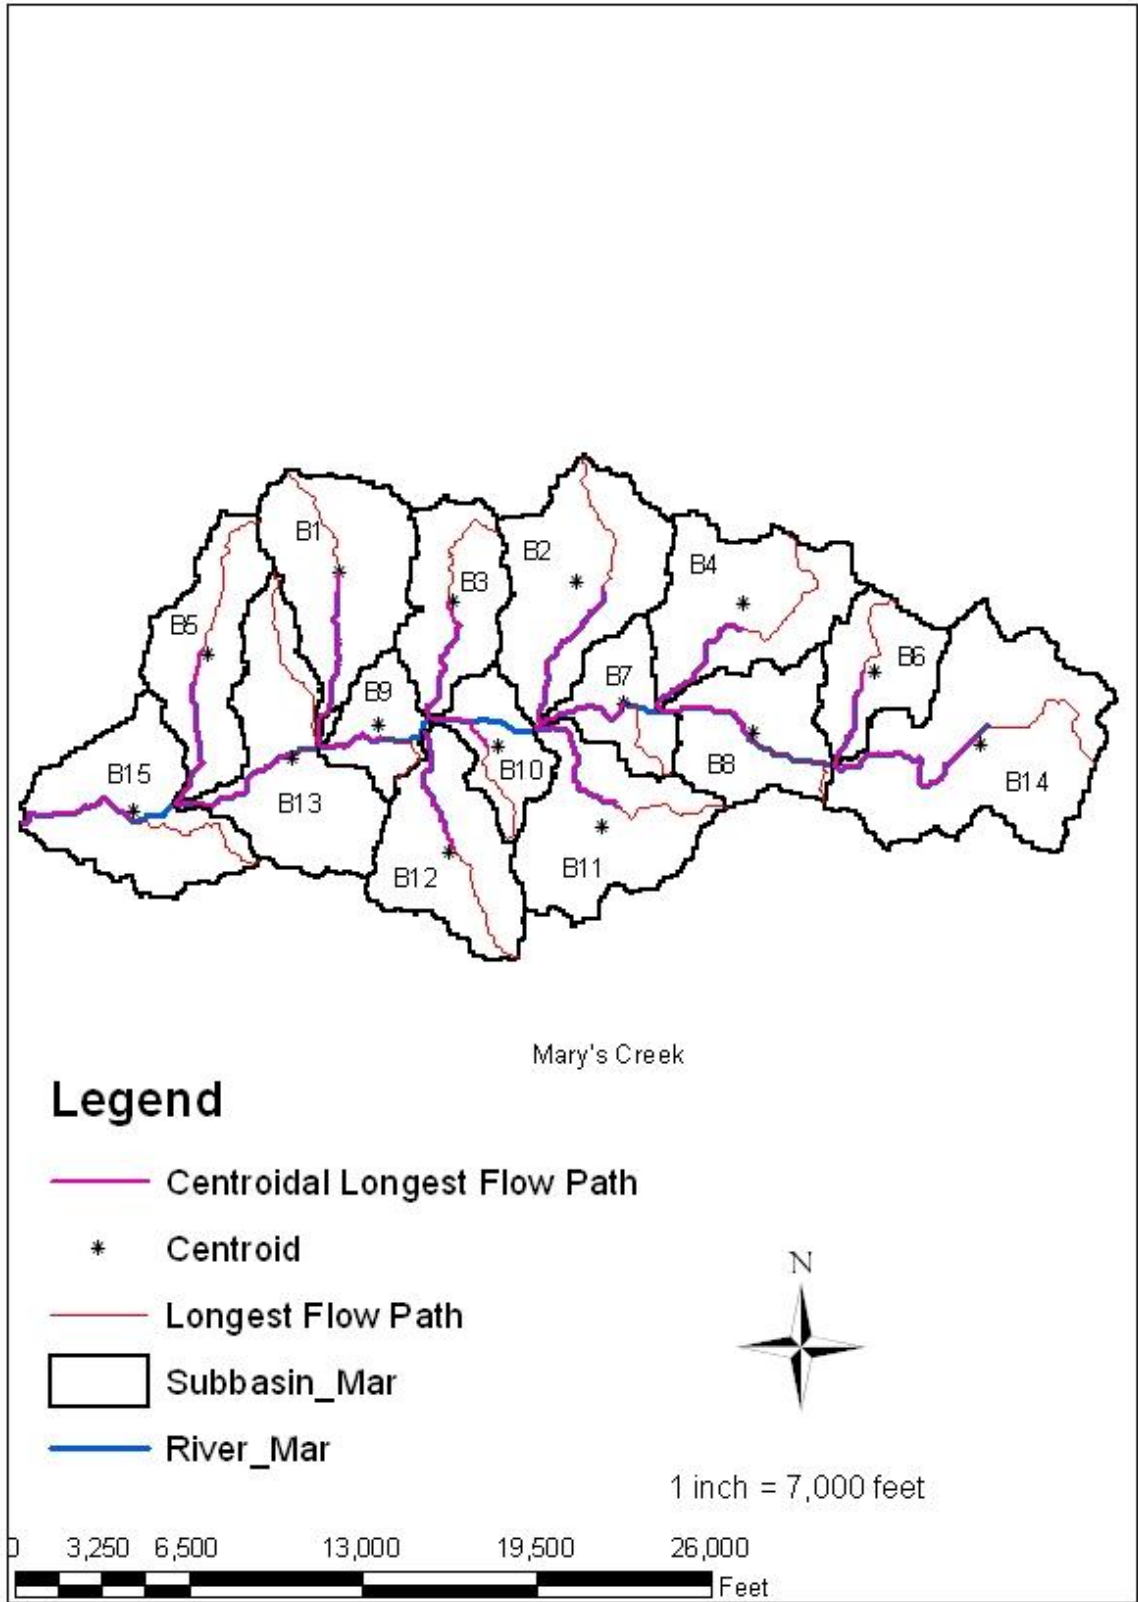 B1
B2
B3
B4
B5
B6
B7
B9
B8
B10
B14
B15
B13
B12
B11
Mary's Creek
Legend
Centroidal Longest Flow Path
Centroid
Longest Flow Path
Subbasin_Mar
River_Mar
N
1 inch = 7,000 feet
0 3,250 6,500 13,000 19,500 26,000
Feet